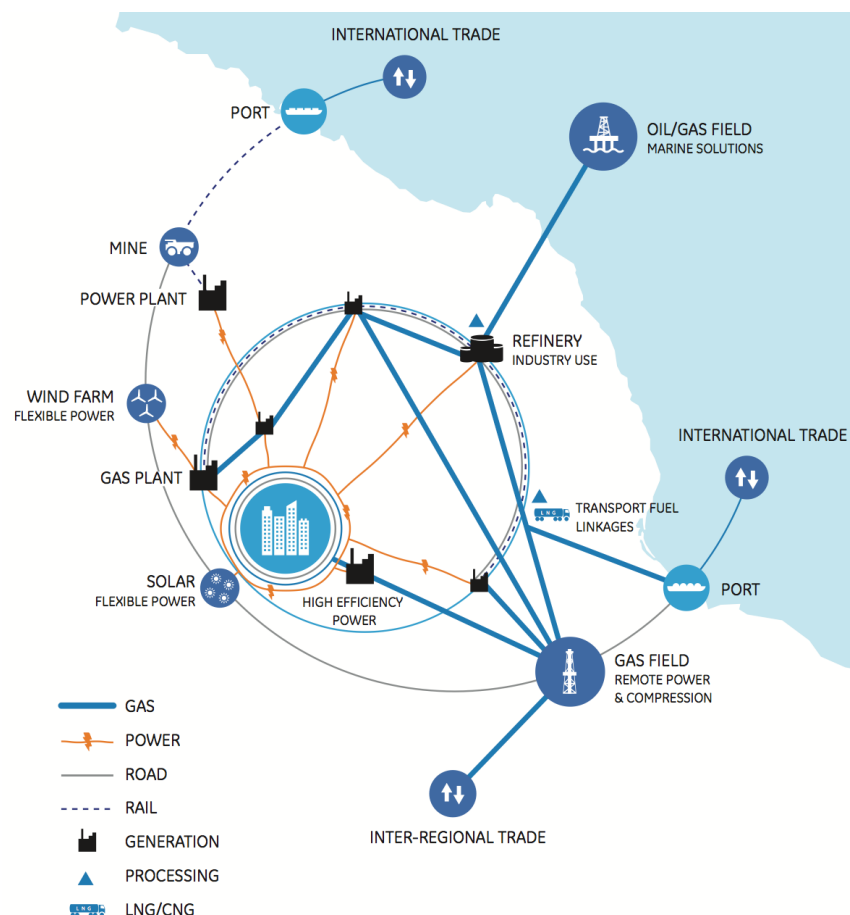 INTERNATIONAL TRADE
PORT
OIL/GAS FIELD
MARINE SOLUTIONS
MINE
POWER PLANT
REFINERY
INDUSTRY USE
WIND FARM
FLEXIBLE POWER
INTERNATIONAL TRADE
GAS PLANT
LNG
TRANSPORT FUEL
LINKAGES
SOLAR
FLEXIBLE POWER
HIGH EFFICIENCY
POWER
PORT
GAS FIELD
REMOTE POWER
& COMPRESSION
INTER-REGIONAL TRADE
GAS
POWER
ROAD
RAIL
GENERATION
PROCESSING
LNG
LNG/CNG